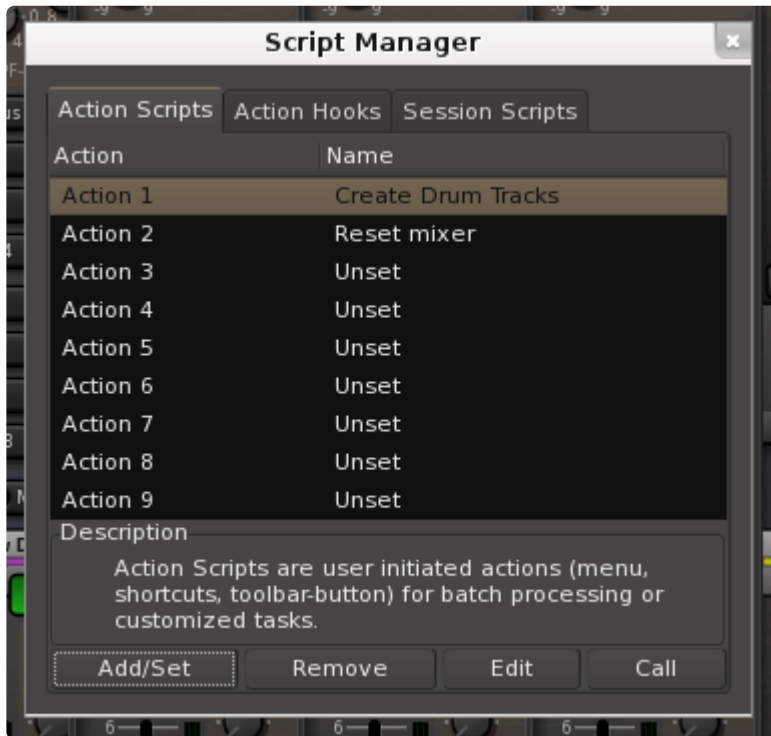 Script Manager
Action Scripts Action Hooks Session Scripts
Action Name
Action 1 Create Drum Tracks
Action 2 Reset mixer
Action 3 Unset
Action 4 Unset
Action 5 Unset
Action 6 Unset
Action 7 Unset
Action 8 Unset
Action 9 Unset
Description
Action Scripts are user initiated actions (menu,
shortcuts, toolbar-button) for batch processing or
customized tasks.
Add/Set Remove Edit Call
6 6 6